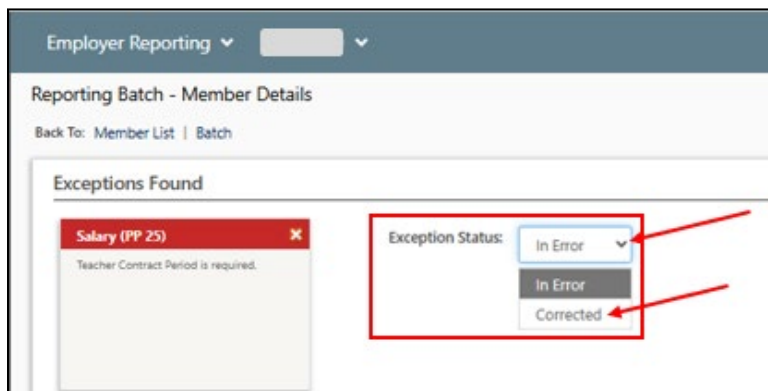 Employer Reporting
Reporting Batch - Member Details
Back To: Member List | Batch
Exceptions Found
Salary (PP 25)
Teacher Contract Period is required.
Exception Status:
In Error
In Error
Corrected